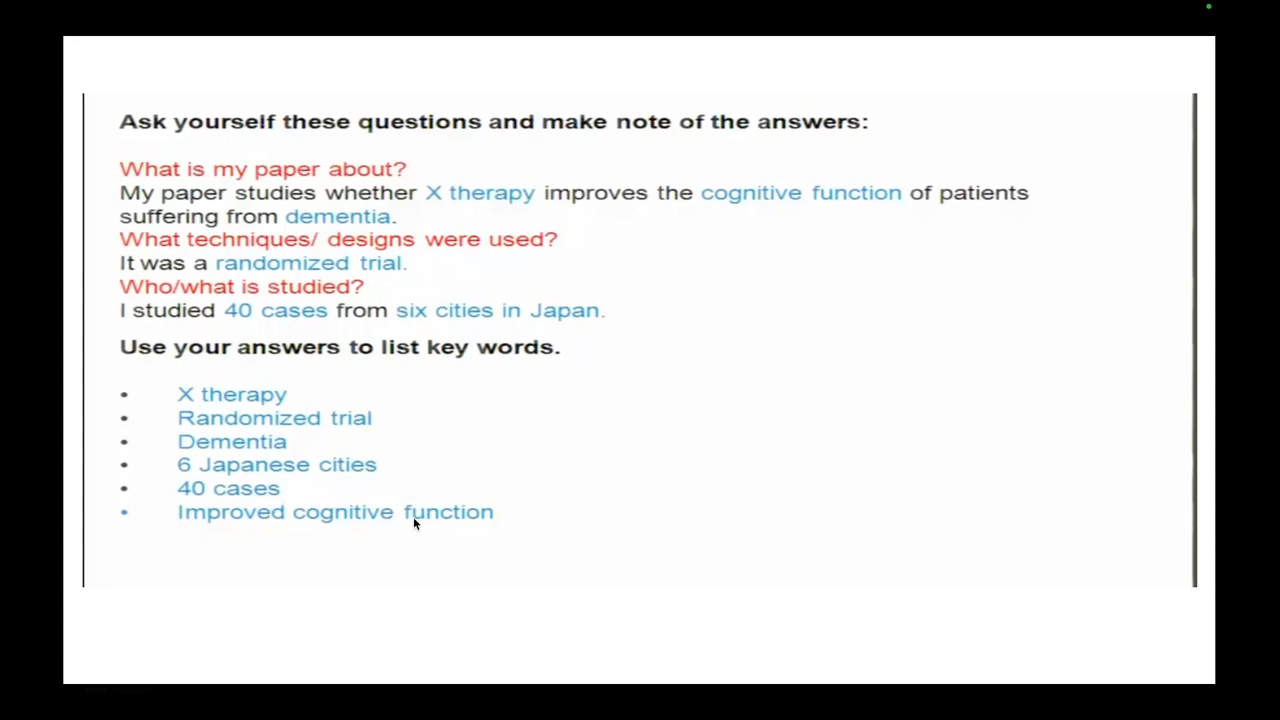 Ask yourself these questions and make note of the answers:
What is my paper about?
My paper studies whether X therapy improves the cognitive function of patients
suffering from dementia.
What techniques/ designs were used?
It was a randomized trial.
Who/what is studied?
I studied 40 cases from six cities in Japan.
Use your answers to list key words.
• X therapy
• Randomized trial
• Dementia
• 6 Japanese cities
• 40 cases
• Improved cognitive function